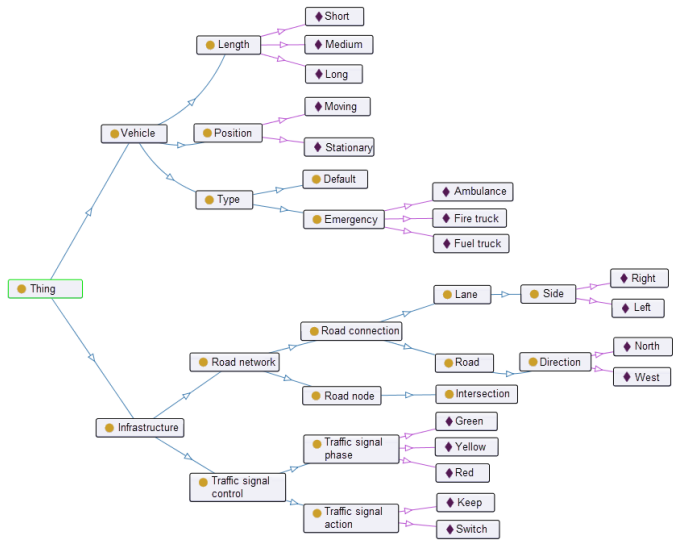 Short
Length
Medium
Long
Moving
Vehicle
Position
Stationary
Default
Type
Ambulance
Emergency
Fire truck
Fuel truck
Thing
Right
Lane
Side
Left
Road connection
North
Road network
Road
Direction
West
Road node
Intersection
Infrastructure
Green
Traffic signal
phase
Yellow
Red
Traffic signal
control
Keep
Traffic signal
action
Switch